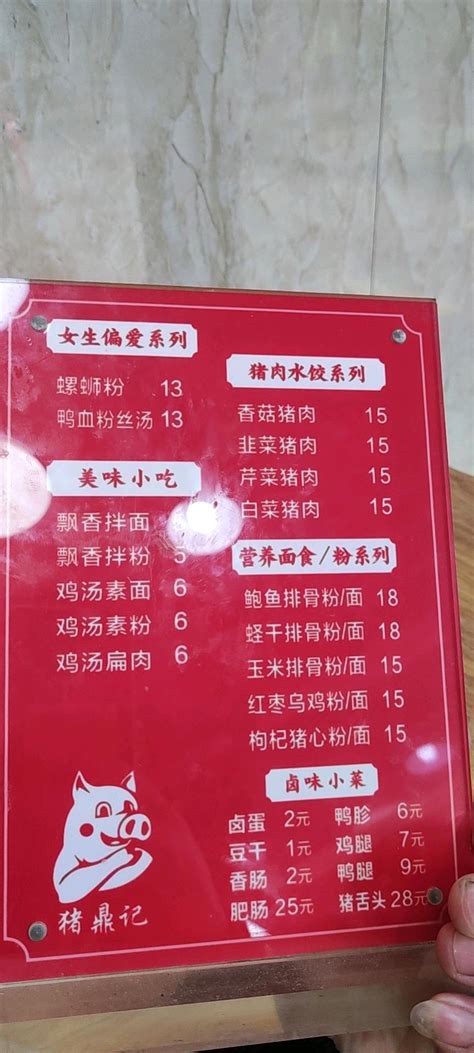 女生偏爱系列
螺蛳粉 13
鸭血粉丝汤 13
美味小吃
飘香拌面
飘香拌粉 5
鸡汤素面 6
鸡汤素粉 6
鸡汤扁肉 6
猪肉水饺系列
香菇猪肉 15
韭菜猪肉 15
芹菜猪肉 15
白菜猪肉 15
营养面食/粉系列
鲍鱼排骨粉/面 18
蛏干排骨粉/面 18
玉米排骨粉/面 15
红枣乌鸡粉/面 15
枸杞猪心粉/面 15
卤味小菜
卤蛋 2元 鸭胗 6元
豆干 1元 鸡腿 7元
香肠 2元 鸭腿 9元
肥肠 25元 猪舌头 28元
猪鼎记